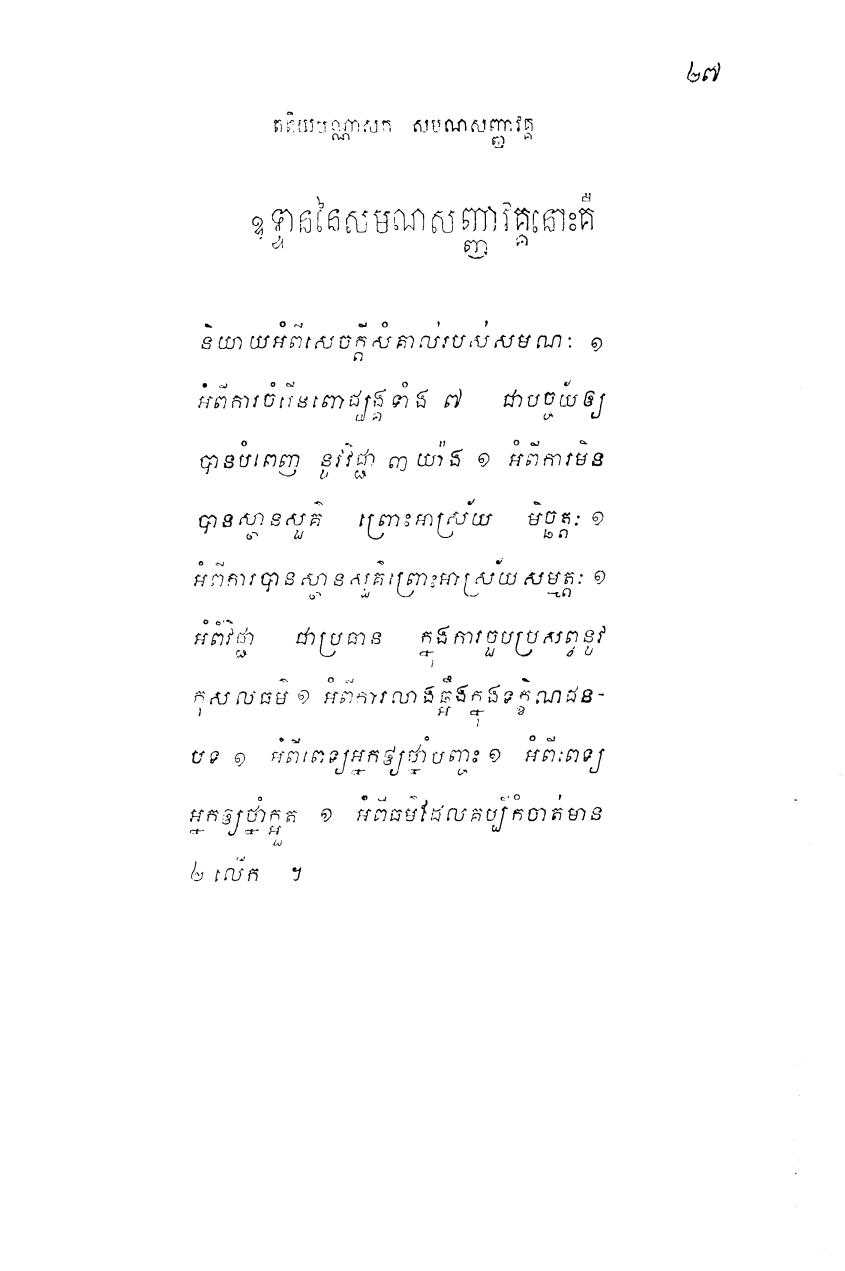 ២៧
តតិយបណ្ណាសក សមណសញ្ញាវគ្គ
ឧទ្ទាននៃសមណសញ្ញាវគ្គនោះគឺ
និយាយអំពីសេចក្តីសំគាល់របស់សមណៈ ១
អំពីការចំរើនពោជ្ឈង្គទាំង ៧ ជាបច្ច័យឲ្យ
បានបំពេញ នូវវិជ្ជា ៣ យ៉ាង ១ អំពីការមិន
បានស្ថានសួគ៌ ព្រោះអាស្រ័យ មិច្ឆត្តៈ ១
អំពីការបានស្ថានសួគ៌ព្រោះអាស្រ័យសម្មត្តៈ ១
អំពីវិជ្ជា ជាប្រធាន ក្នុងការចួបប្រសព្វនូវ
កុសលធម៌ ១ អំពីការលាងឆ្អឹងក្នុងទក្ខិណជន-
បទ ១ អំពីពេទ្យអ្នកឲ្យថ្នាំបញ្ចុះ ១ អំពីពេទ្យ
អ្នកឲ្យថ្នាំក្អួត ១ អំពីធម៌ដែលគប្បីកំចាត់មាន
២ លើក ។